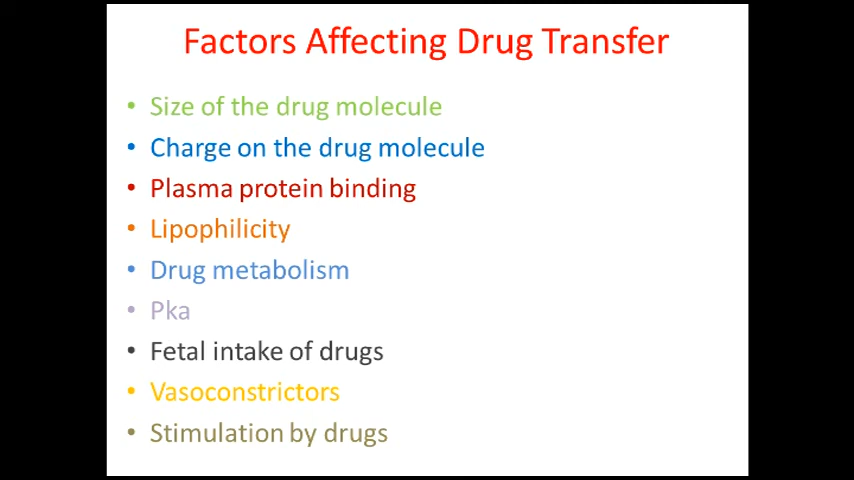 Factors Affecting Drug Transfer
• Size of the drug molecule
• Charge on the drug molecule
• Plasma protein binding
• Lipophilicity
• Drug metabolism
• Pka
• Fetal intake of drugs
• Vasoconstrictors
• Stimulation by drugs